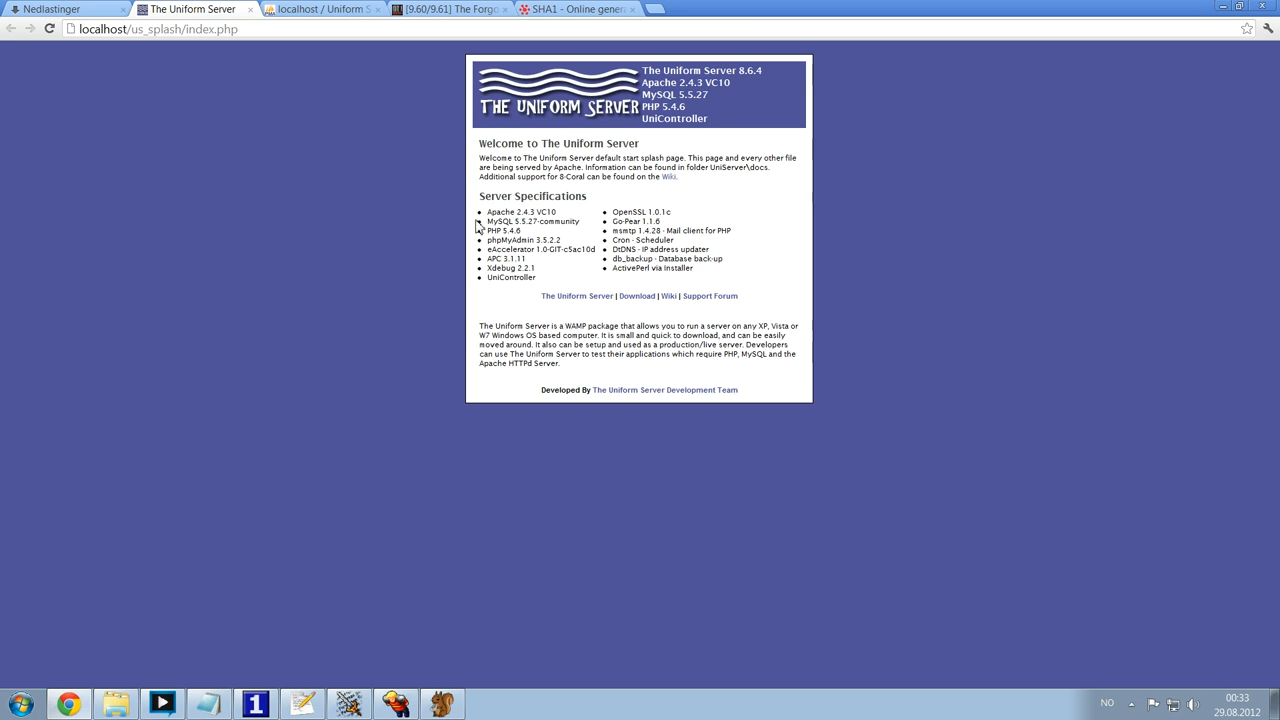 Nedlastinger
The Uniform Server
localhost / Uniform S
[9.60/9.61] The Forgo
SHA1 - Online gener
localhost/us_splash/index.php
THE UNIFORM SERVER
The Uniform Server 8.6.4
Apache 2.4.3 VC10
MySQL 5.5.27
PHP 5.4.6
UniController
Welcome to The Uniform Server
Welcome to The Uniform Server default start splash page. This page and every other file
are being served by Apache. Information can be found in folder UniServer\docs.
Additional support for 8-Coral can be found on the Wiki.
Server Specifications
Apache 2.4.3 VC10
MySQL 5.5.27-community
PHP 5.4.6
phpMyAdmin 3.5.2.2
eAccelerator 1.0-GIT-c5ac10d
APC 3.1.11
Xdebug 2.2.1
UniController
OpenSSL 1.0.1c
Go-Pear 1.1.6
msmtp 1.4.28 - Mail client for PHP
Cron - Scheduler
DtDNS - IP address updater
db_backup - Database back-up
ActivePerl via Installer
The Uniform Server | Download | Wiki | Support Forum
The Uniform Server is a WAMP package that allows you to run a server on any XP, Vista or
W7 Windows OS based computer. It is small and quick to download, and can be easily
moved around. It also can be setup and used as a production/live server. Developers
can use The Uniform Server to test their applications which require PHP, MySQL and the
Apache HTTPd Server.
Developed By The Uniform Server Development Team
1
NO
00:33
29.08.2012